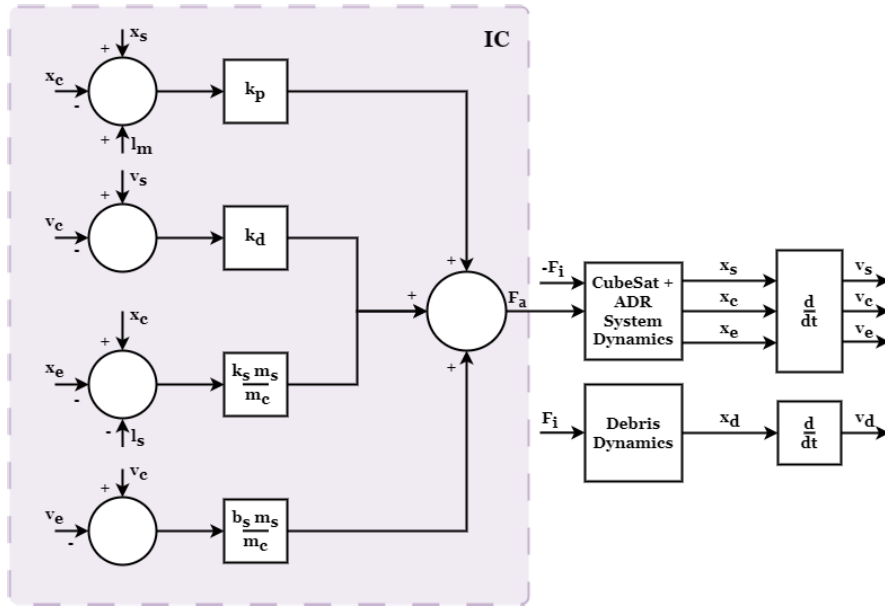 IC
x_s
+
x_c
-
+
l_m
k_p
v_s
+
v_c
-
k_d
x_c
+
x_e
-
-
l_s
k_s m_s
m_c
v_c
+
v_e
-
b_s m_s
m_c
+
+
+
F_a
-F_i
CubeSat +
ADR
System
Dynamics
x_s
x_c
x_e
d
dt
v_s
v_c
v_e
F_i
Debris
Dynamics
x_d
d
dt
v_d